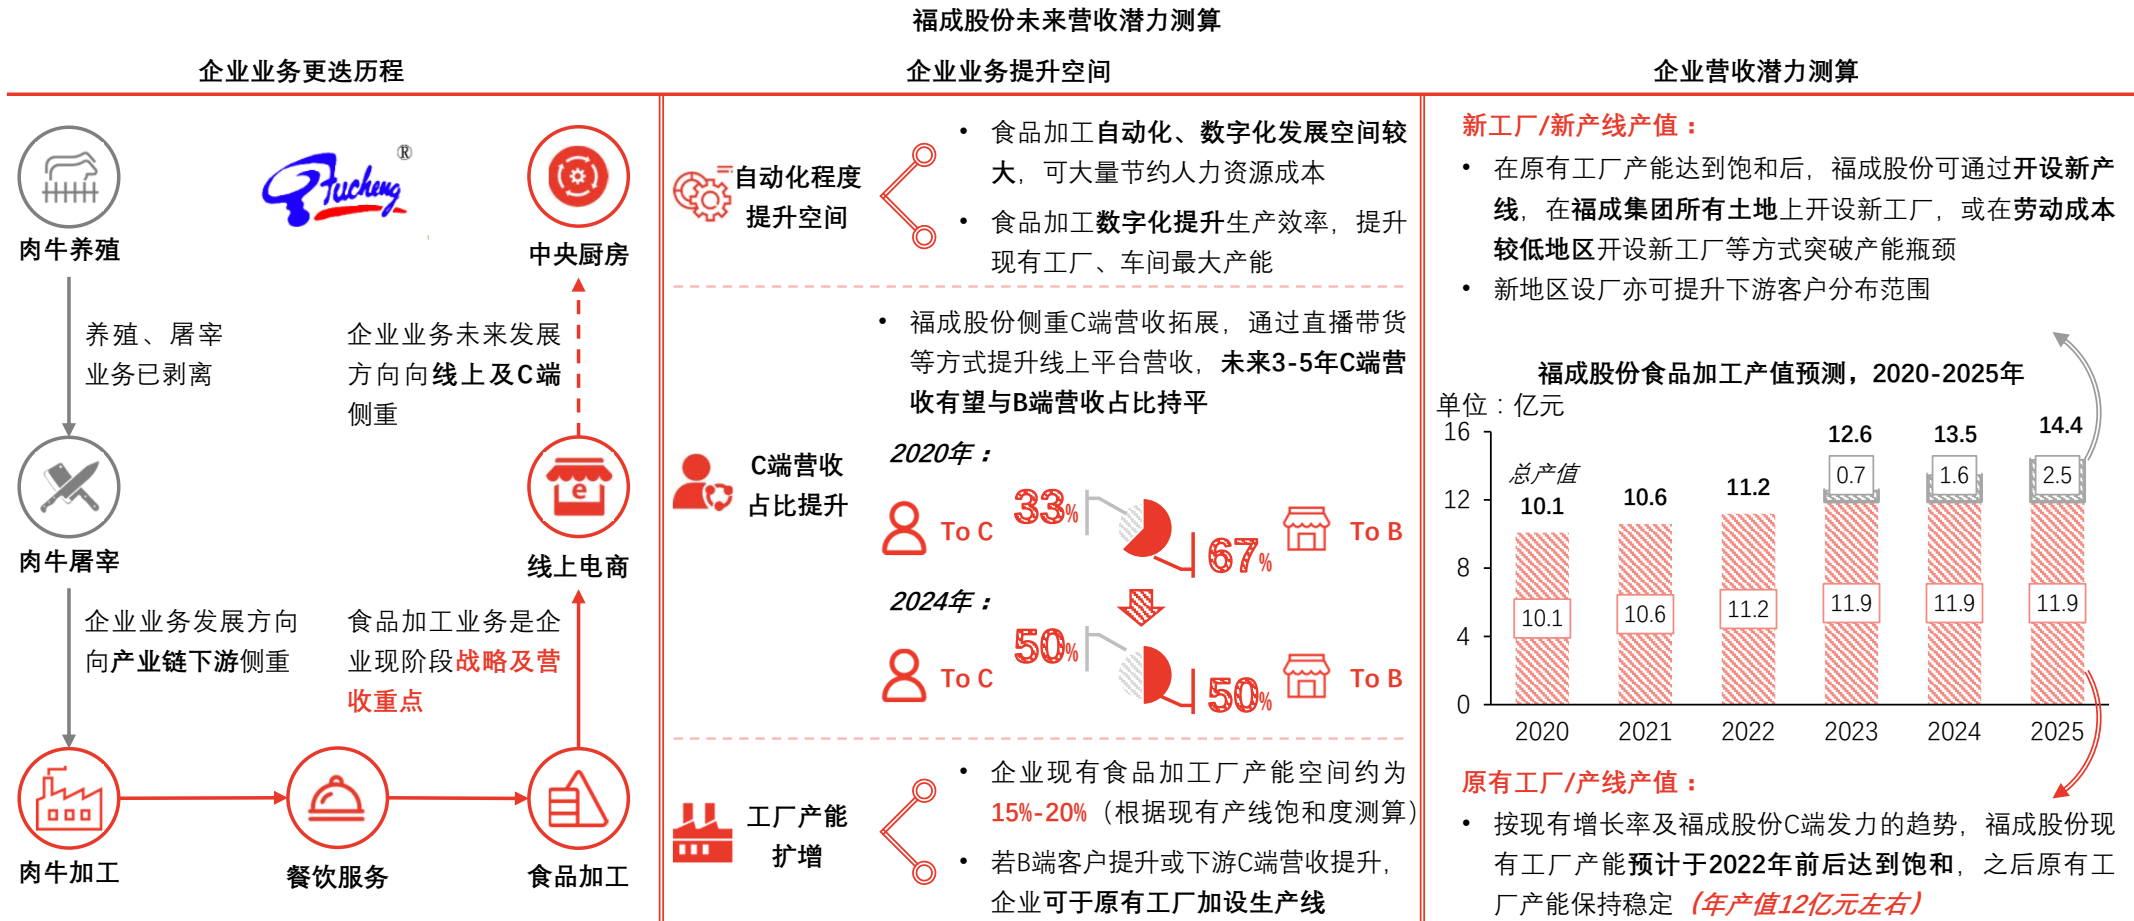 福成股份未来营收潜力测算
企业业务更迭历程
企业业务提升空间
企业营收潜力测算
Fucheng
®
肉牛养殖
中央厨房
养殖、屠宰
业务已剥离
企业业务未来发展
方向向线上及C端
侧重
肉牛屠宰
e
线上电商
企业业务发展方向
向产业链下游侧重
食品加工业务是企
业现阶段战略及营
收重点
肉牛加工
餐饮服务
食品加工
自动化程度
提升空间
• 食品加工自动化、数字化发展空间较
大，可大量节约人力资源成本
• 食品加工数字化提升生产效率，提升
现有工厂、车间最大产能
C端营收
占比提升
• 福成股份侧重C端营收拓展，通过直播带货
等方式提升线上平台营收，未来3-5年C端营
收有望与B端营收占比持平
2020年：
To C
33%
67%
To B
2024年：
To C
50%
50%
To B
工厂产能
扩增
• 企业现有食品加工厂产能空间约为
15%-20%（根据现有产线饱和度测算）
• 若B端客户提升或下游C端营收提升，
企业可于原有工厂加设生产线
新工厂/新产线产值：
• 在原有工厂产能达到饱和后，福成股份可通过开设新产
线，在福成集团所有土地上开设新工厂，或在劳动成本
较低地区开设新工厂等方式突破产能瓶颈
• 新地区设厂亦可提升下游客户分布范围
福成股份食品加工产值预测，2020-2025年
单位：亿元
16
12
8
4
0
总产值
10.1
10.6
11.2
12.6
13.5
14.4
0.7
1.6
2.5
10.1
10.6
11.2
11.9
11.9
11.9
2020
2021
2022
2023
2024
2025
原有工厂/产线产值：
• 按现有增长率及福成股份C端发力的趋势，福成股份现
有工厂产能预计于2022年前后达到饱和，之后原有工
厂产能保持稳定（年产值12亿元左右）